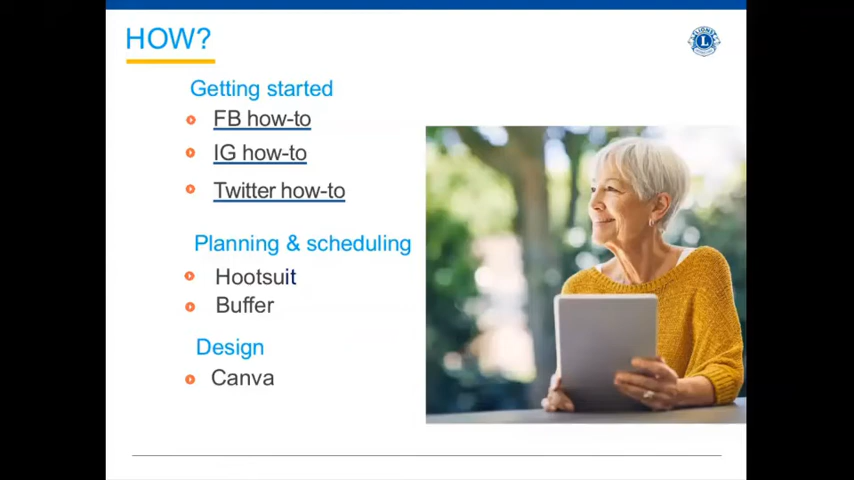 HOW?
Getting started
FB how-to
IG how-to
Twitter how-to
Planning & scheduling
Hootsuit
Buffer
Design
Canva